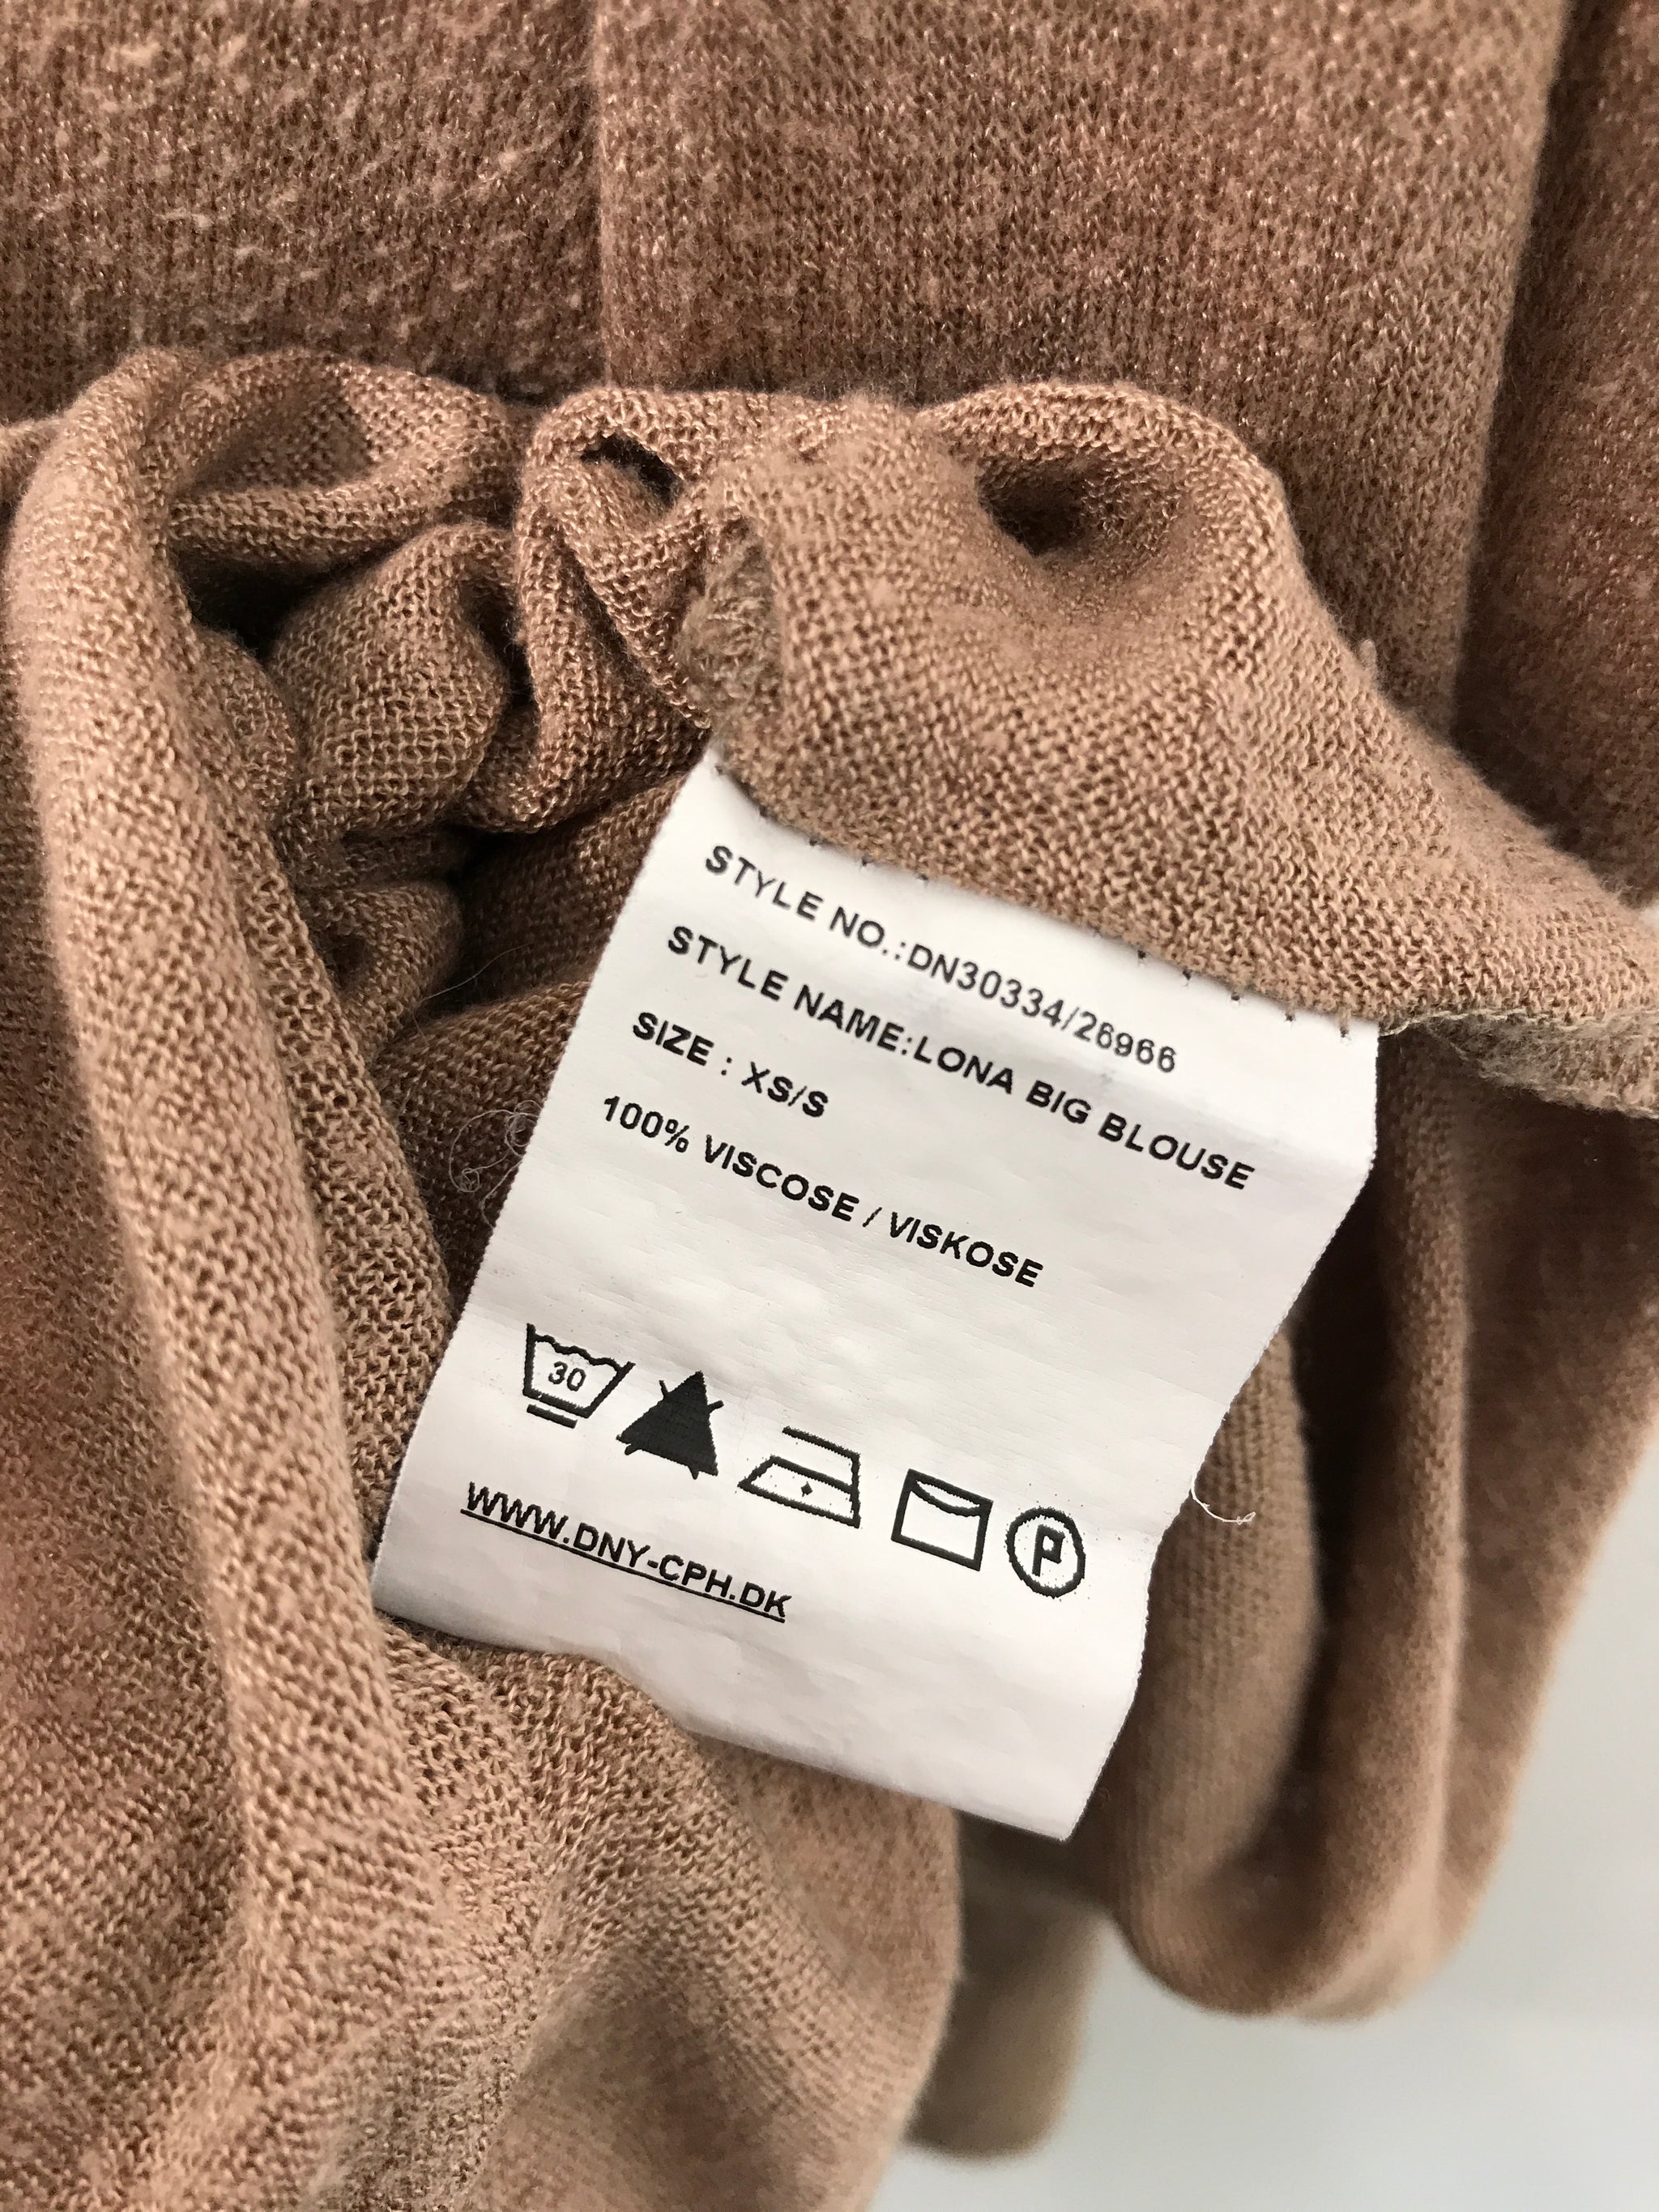 STYLE NO.:DN30334/26966
STYLE NAME:LONA BIG BLOUSE
SIZE : XS/S
100% VISCOSE / VISKOSE
30 P
WWW.DNY-CPH.DK